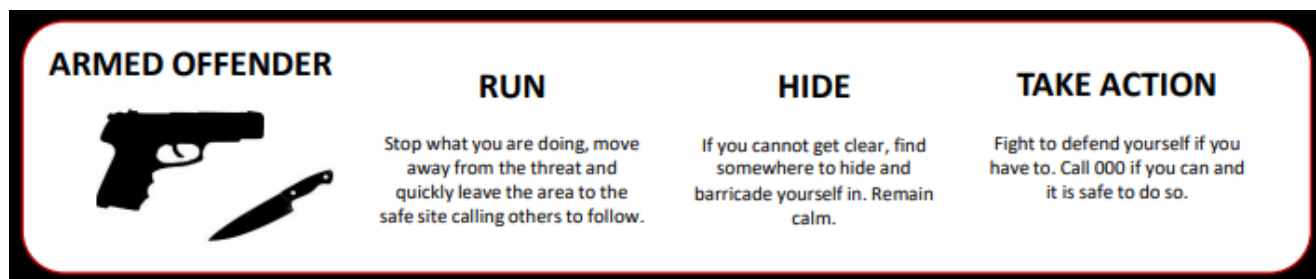 ARMED OFFENDER
RUN
Stop what you are doing, move
away from the threat and
quickly leave the area to the
safe site calling others to follow.
HIDE
If you cannot get clear, find
somewhere to hide and
barricade yourself in. Remain
calm.
TAKE ACTION
Fight to defend yourself if you
have to. Call 000 if you can and
it is safe to do so.